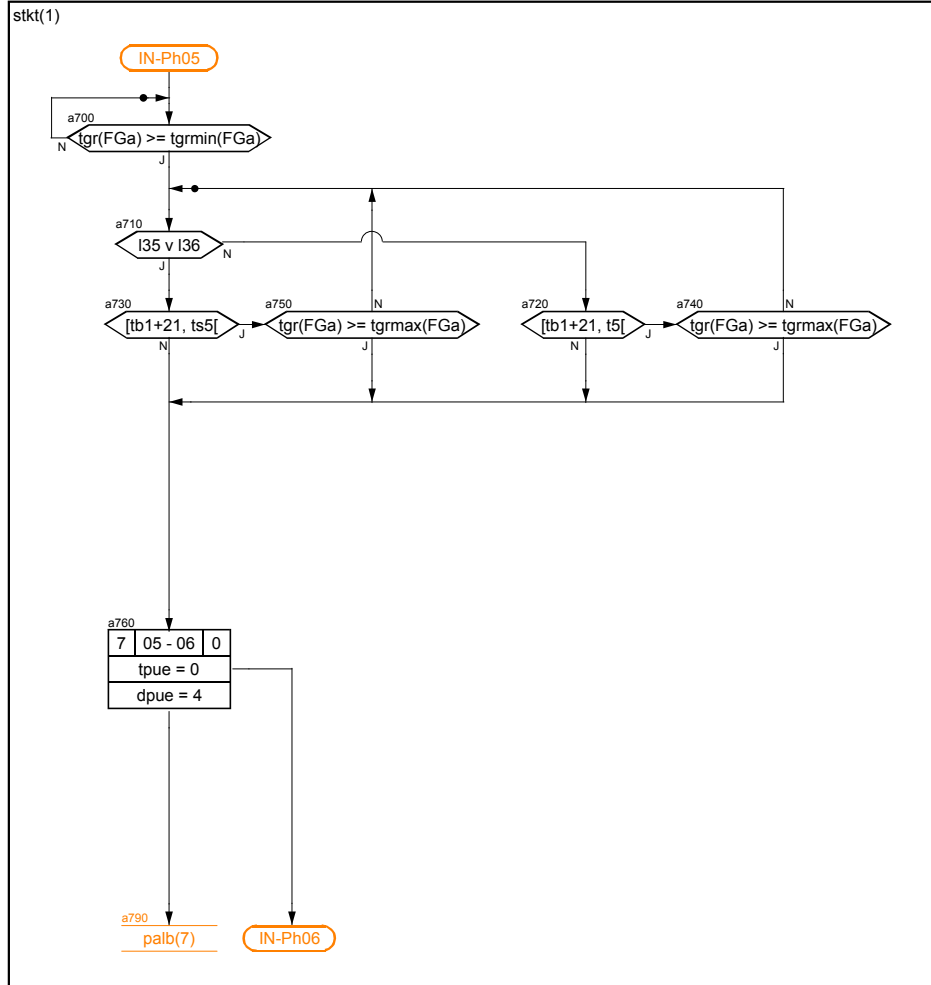 stkt(1)
IN-Ph05
a700
tgr(FGa) >= tgrmin(FGa)
N
J
a710
l35 v l36
N
J
a730
[tb1+21, ts5[
J
N
a750
tgr(FGa) >= tgrmax(FGa)
N
J
a720
[tb1+21, t5[
J
N
a740
tgr(FGa) >= tgrmax(FGa)
N
J
a760
7 05 - 06 0
tpue = 0
dpue = 4
a790
palb(7)
IN-Ph06